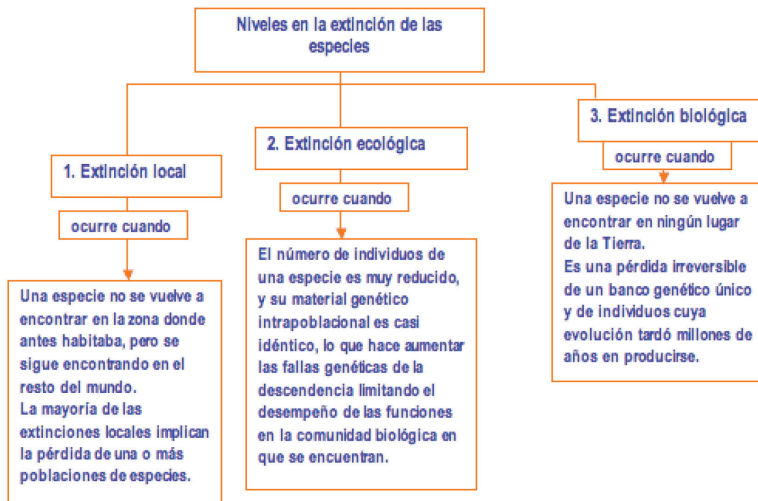 Niveles en la extinción de las
especies
1. Extinción local
ocurre cuando
Una especie no se vuelve a
encontrar en la zona donde
antes habitaba, pero se
sigue encontrando en el
resto del mundo.
La mayoría de las
extinciones locales implican
la pérdida de una o más
poblaciones de especies.
2. Extinción ecológica
ocurre cuando
El número de individuos de
una especie es muy reducido,
y su material genético
intrapoblacional es casi
idéntico, lo que hace aumentar
las fallas genéticas de la
descendencia limitando el
desempeño de las funciones
en la comunidad biológica en
que se encuentran.
3. Extinción biológica
ocurre cuando
Una especie no se vuelve a
encontrar en ningún lugar
de la Tierra.
Es una pérdida irreversible
de un banco genético único
y de individuos cuya
evolución tardó millones de
años en producirse.